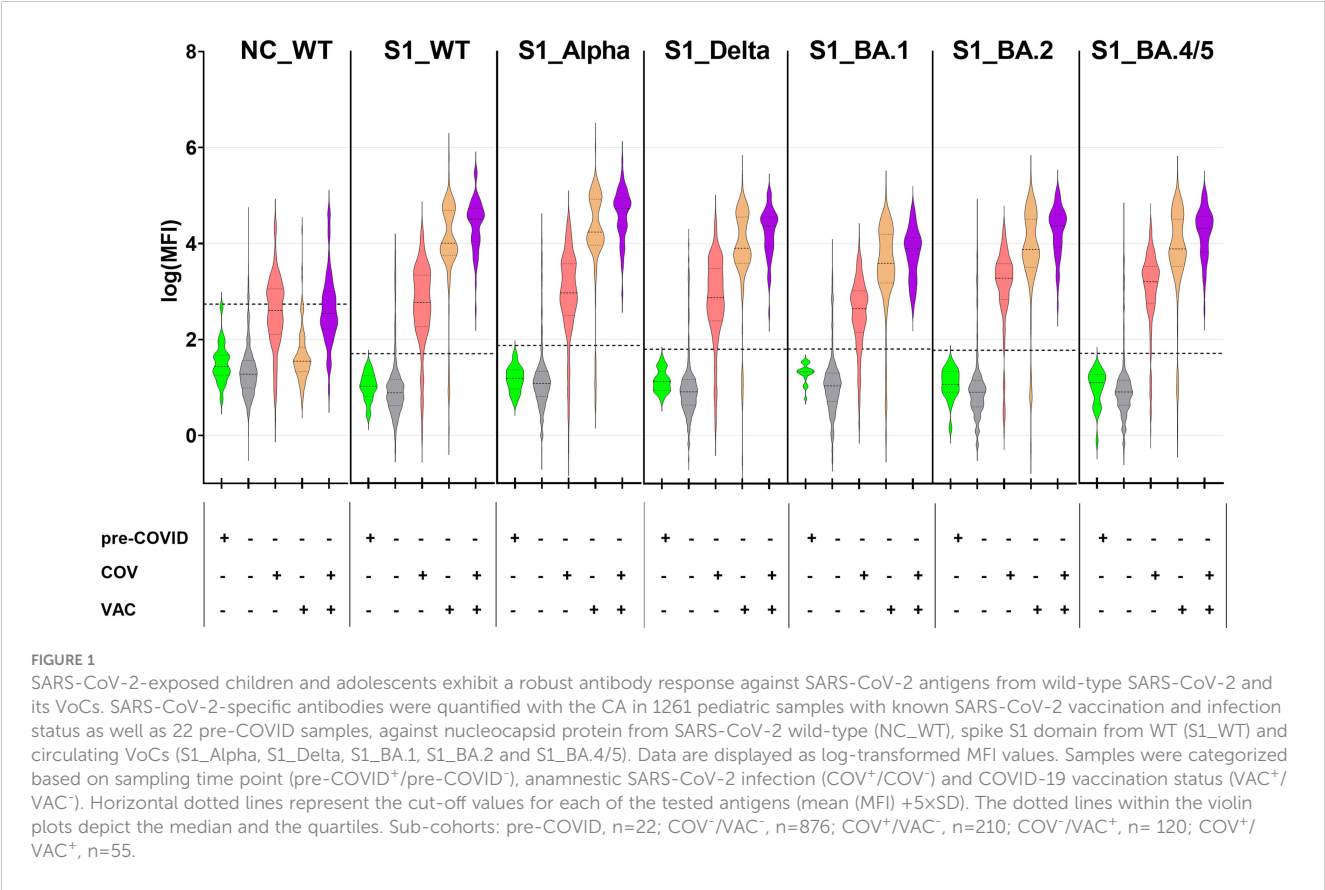 NC_WT S1_WT S1_Alpha S1_Delta S1_BA.1 S1_BA.2 S1_BA.4/5
8
6
4
2
0
log(MFI)
pre-COVID + - - - - + - - - - + - - - - + - - - - + - - - - + - - - - + - - - -
COV - - + - + - - + - + - - + - + - - + - + - - + - + - - + - + - - + - +
VAC - - - + + - - - + + - - - + + - - - + + - - - + + - - - + + - - - + +
FIGURE 1
SARS-CoV-2-exposed children and adolescents exhibit a robust antibody response against SARS-CoV-2 antigens from wild-type SARS-CoV-2 and
its VoCs. SARS-CoV-2-specific antibodies were quantified with the CA in 1261 pediatric samples with known SARS-CoV-2 vaccination and infection
status as well as 22 pre-COVID samples, against nucleocapsid protein from SARS-CoV-2 wild-type (NC_WT), spike S1 domain from WT (S1_WT) and
circulating VoCs (S1_Alpha, S1_Delta, S1_BA.1, S1_BA.2 and S1_BA.4/5). Data are displayed as log-transformed MFI values. Samples were categorized
based on sampling time point (pre-COVID⁺/pre-COVID⁻), anamnestic SARS-CoV-2 infection (COV⁺/COV⁻) and COVID-19 vaccination status (VAC⁺/
VAC⁻). Horizontal dotted lines represent the cut-off values for each of the tested antigens (mean (MFI) +5×SD). The dotted lines within the violin
plots depict the median and the quartiles. Sub-cohorts: pre-COVID, n=22; COV⁻/VAC⁻, n=876; COV⁺/VAC⁻, n=210; COV⁻/VAC⁺, n= 120; COV⁺/
VAC⁺, n=55.